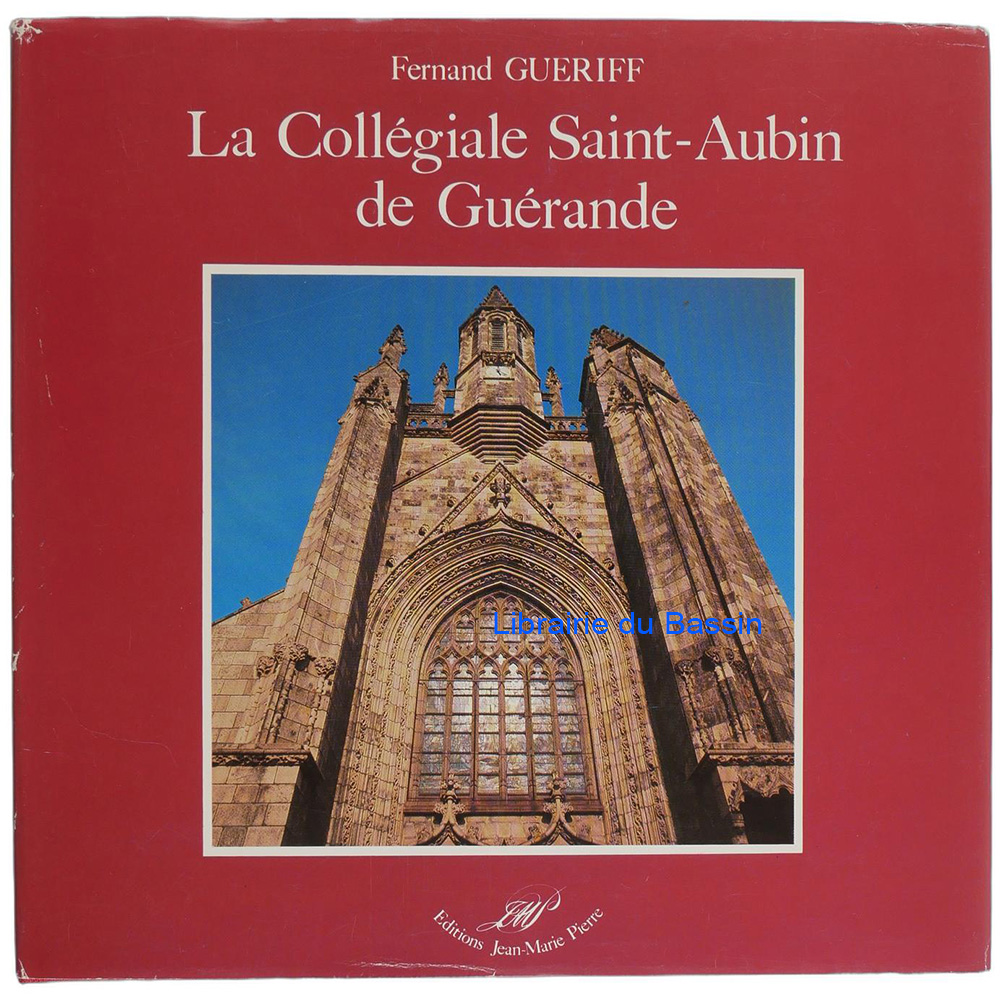 Fernand GUERIFF
La Collégiale Saint-Aubin
de Guérande
Librairie du Bassin
Editions Jean-Marie Pierre